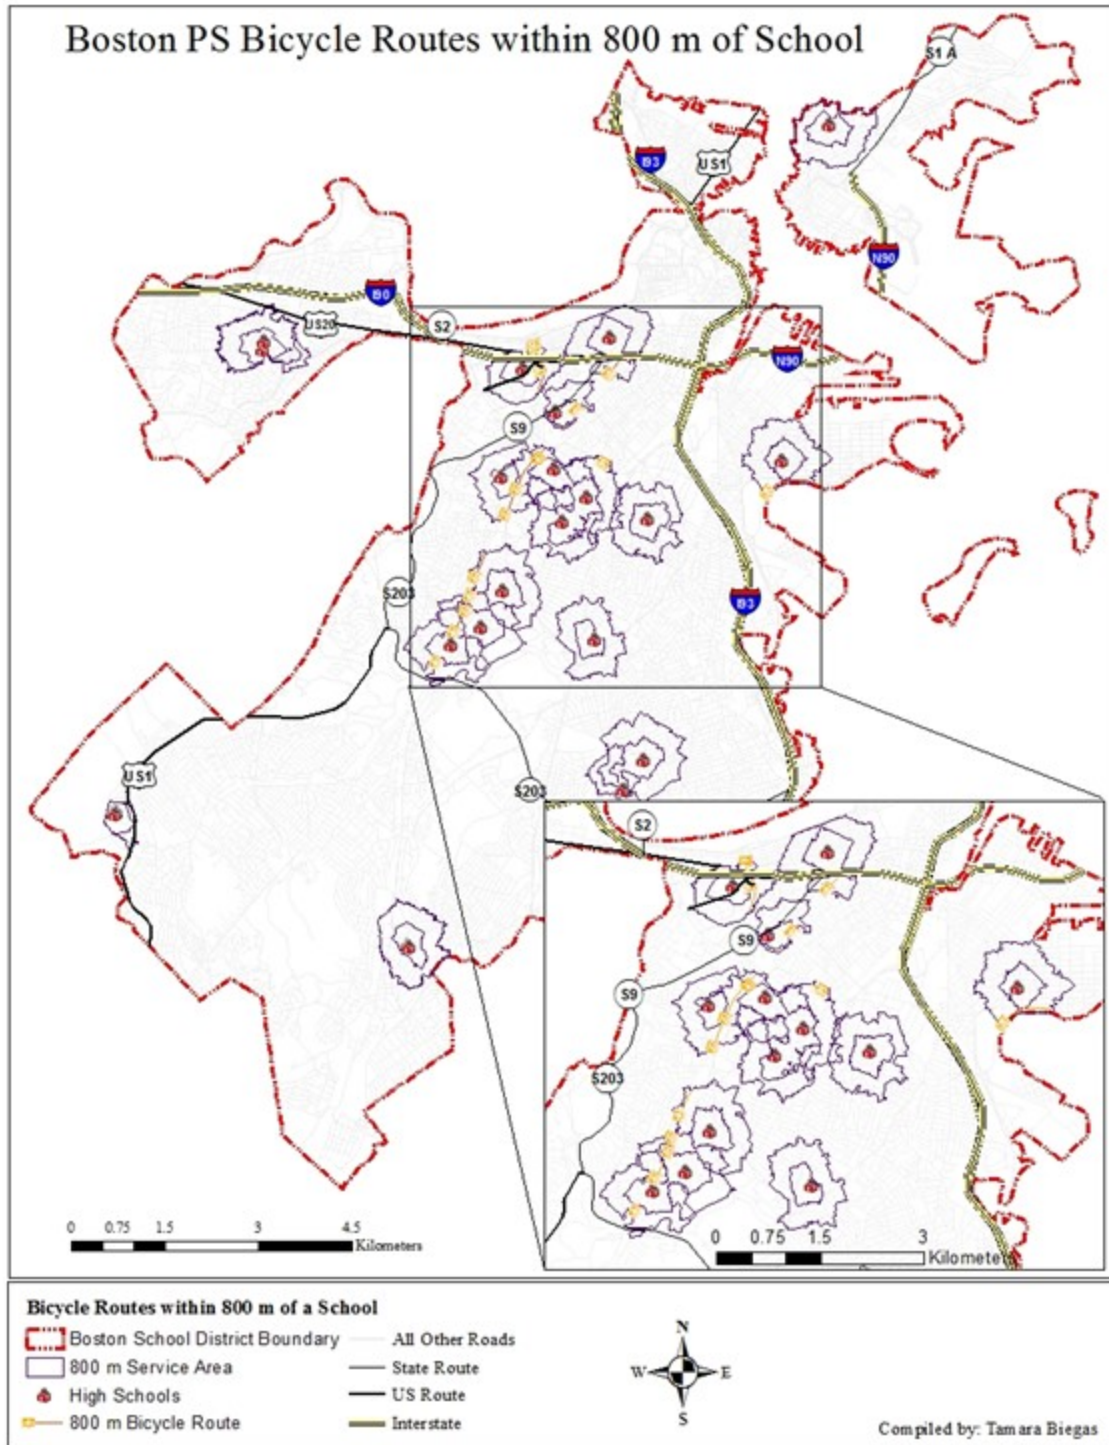 Boston PS Bicycle Routes within 800 m of School
S1 A
I93
US1
N90
I90
US20
S2
N90
S9
S203
I93
US1
S203
S2
S9
S9
S203
0 0.75 1.5 3 4.5
Kilometers
0 0.75 1.5 3
Kilometers
Bicycle Routes within 800 m of a School
Boston School District Boundary
800 m Service Area
High Schools
800 m Bicycle Route
All Other Roads
State Route
US Route
Interstate
N
W E
S
Compiled by: Tamara Biegas